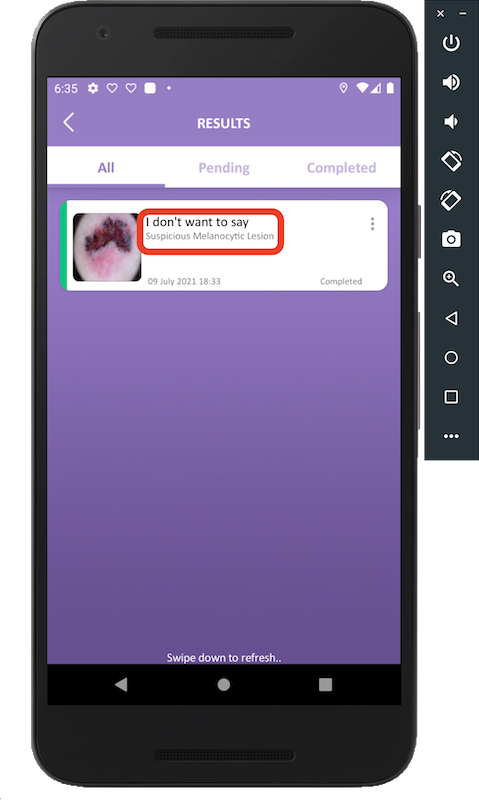 6:35
RESULTS
All Pending Completed
I don't want to say
Suspicious Melanocytic Lesion
09 July 2021 18:33 Completed
Swipe down to refresh..